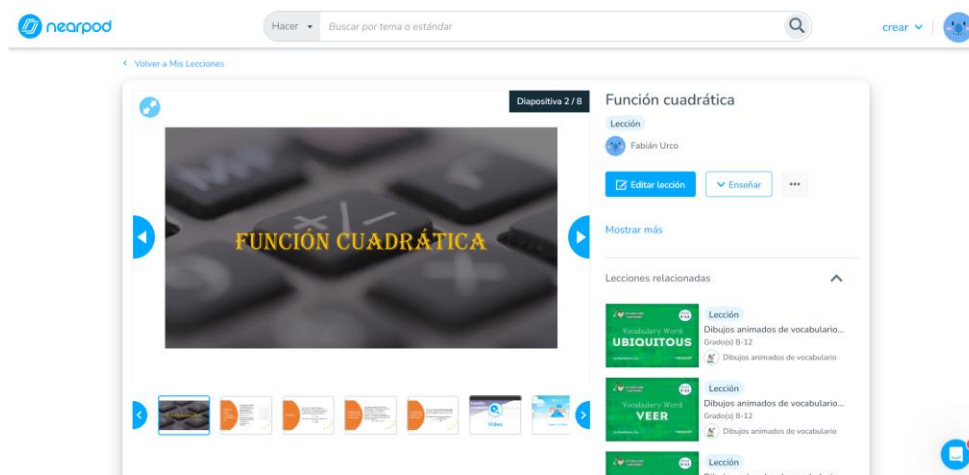 nearpod
Hacer
Buscar por tema o estándar
crear
Volver a Mis Lecciones
Diapositiva 2 / 8
FUNCIÓN CUADRÁTICA
Video
Función cuadrática
Lección
Fabián Urco
Editar lección
Enseñar
Mostrar más
Lecciones relacionadas
Vocabulary Word
UBIQUITOUS
Lección
Dibujos animados de vocabulario...
Grado(s) 8-12
Dibujos animados de vocabulario
Vocabulary Word
VEER
Lección
Dibujos animados de vocabulario...
Grado(s) 8-12
Dibujos animados de vocabulario
Lección